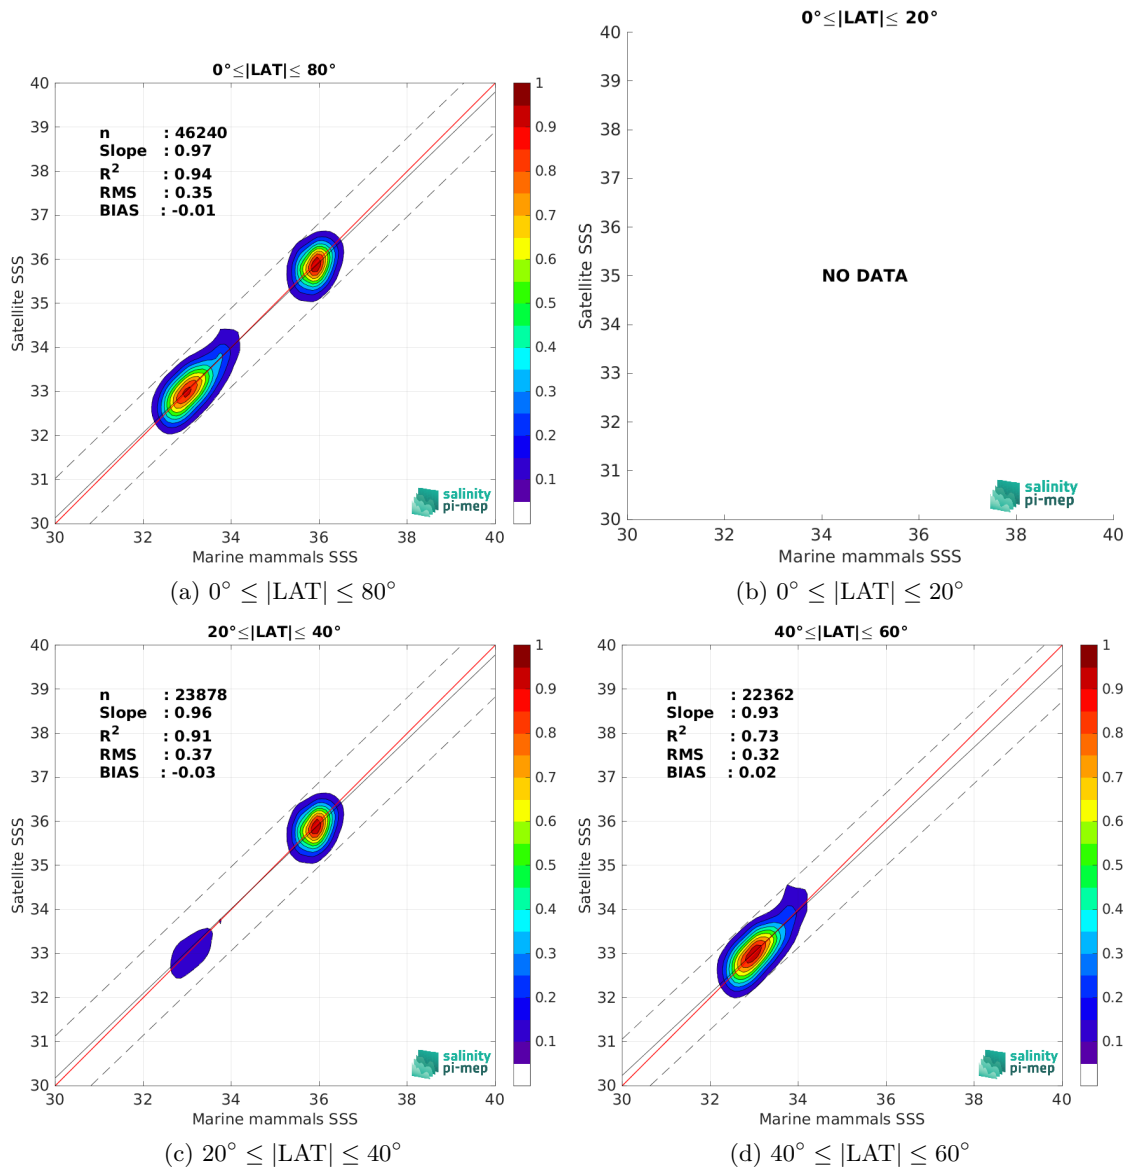 0°≤|LAT|≤ 80°
40
39
38
37
36
35
34
33
32
31
30
Satellite SSS
n : 46240
Slope : 0.97
R² : 0.94
RMS : 0.35
BIAS : -0.01
salinity
pi-mep
30 32 34 36 38 40
Marine mammals SSS
1
0.9
0.8
0.7
0.6
0.5
0.4
0.3
0.2
0.1
(a) 0° ≤ |LAT| ≤ 80°
0°≤|LAT|≤ 20°
40
39
38
37
36
35
34
33
32
31
30
Satellite SSS
NO DATA
salinity
pi-mep
30 32 34 36 38 40
Marine mammals SSS
(b) 0° ≤ |LAT| ≤ 20°
20°≤|LAT|≤ 40°
40
39
38
37
36
35
34
33
32
31
30
Satellite SSS
n : 23878
Slope : 0.96
R² : 0.91
RMS : 0.37
BIAS : -0.03
salinity
pi-mep
30 32 34 36 38 40
Marine mammals SSS
1
0.9
0.8
0.7
0.6
0.5
0.4
0.3
0.2
0.1
(c) 20° ≤ |LAT| ≤ 40°
40°≤|LAT|≤ 60°
40
39
38
37
36
35
34
33
32
31
30
Satellite SSS
n : 22362
Slope : 0.93
R² : 0.73
RMS : 0.32
BIAS : 0.02
salinity
pi-mep
30 32 34 36 38 40
Marine mammals SSS
1
0.9
0.8
0.7
0.6
0.5
0.4
0.3
0.2
0.1
(d) 40° ≤ |LAT| ≤ 60°